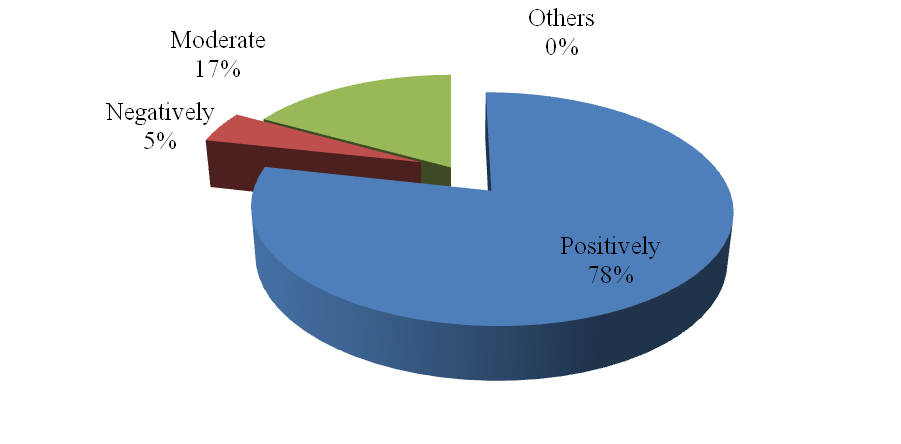 Others
0%
Moderate
17%
Negatively
5%
Positively
78%